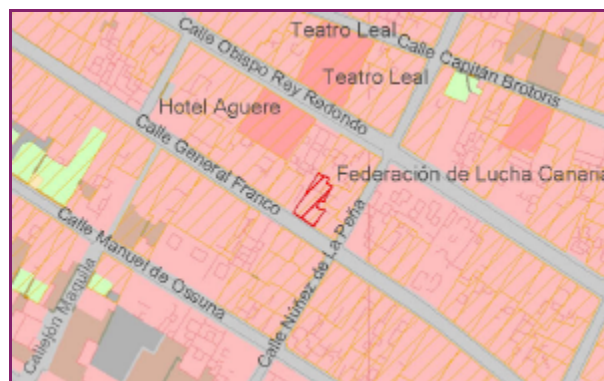 Teatro Leal
Calle Obispo Rey Redondo
Calle Capitán Brotons
Teatro Leal
Hotel Aguere
Calle General Franco
Federación de Lucha Canaria
Calle Núñez de La Peña
Calle Manuel de Ossuna
Callejón Maquila